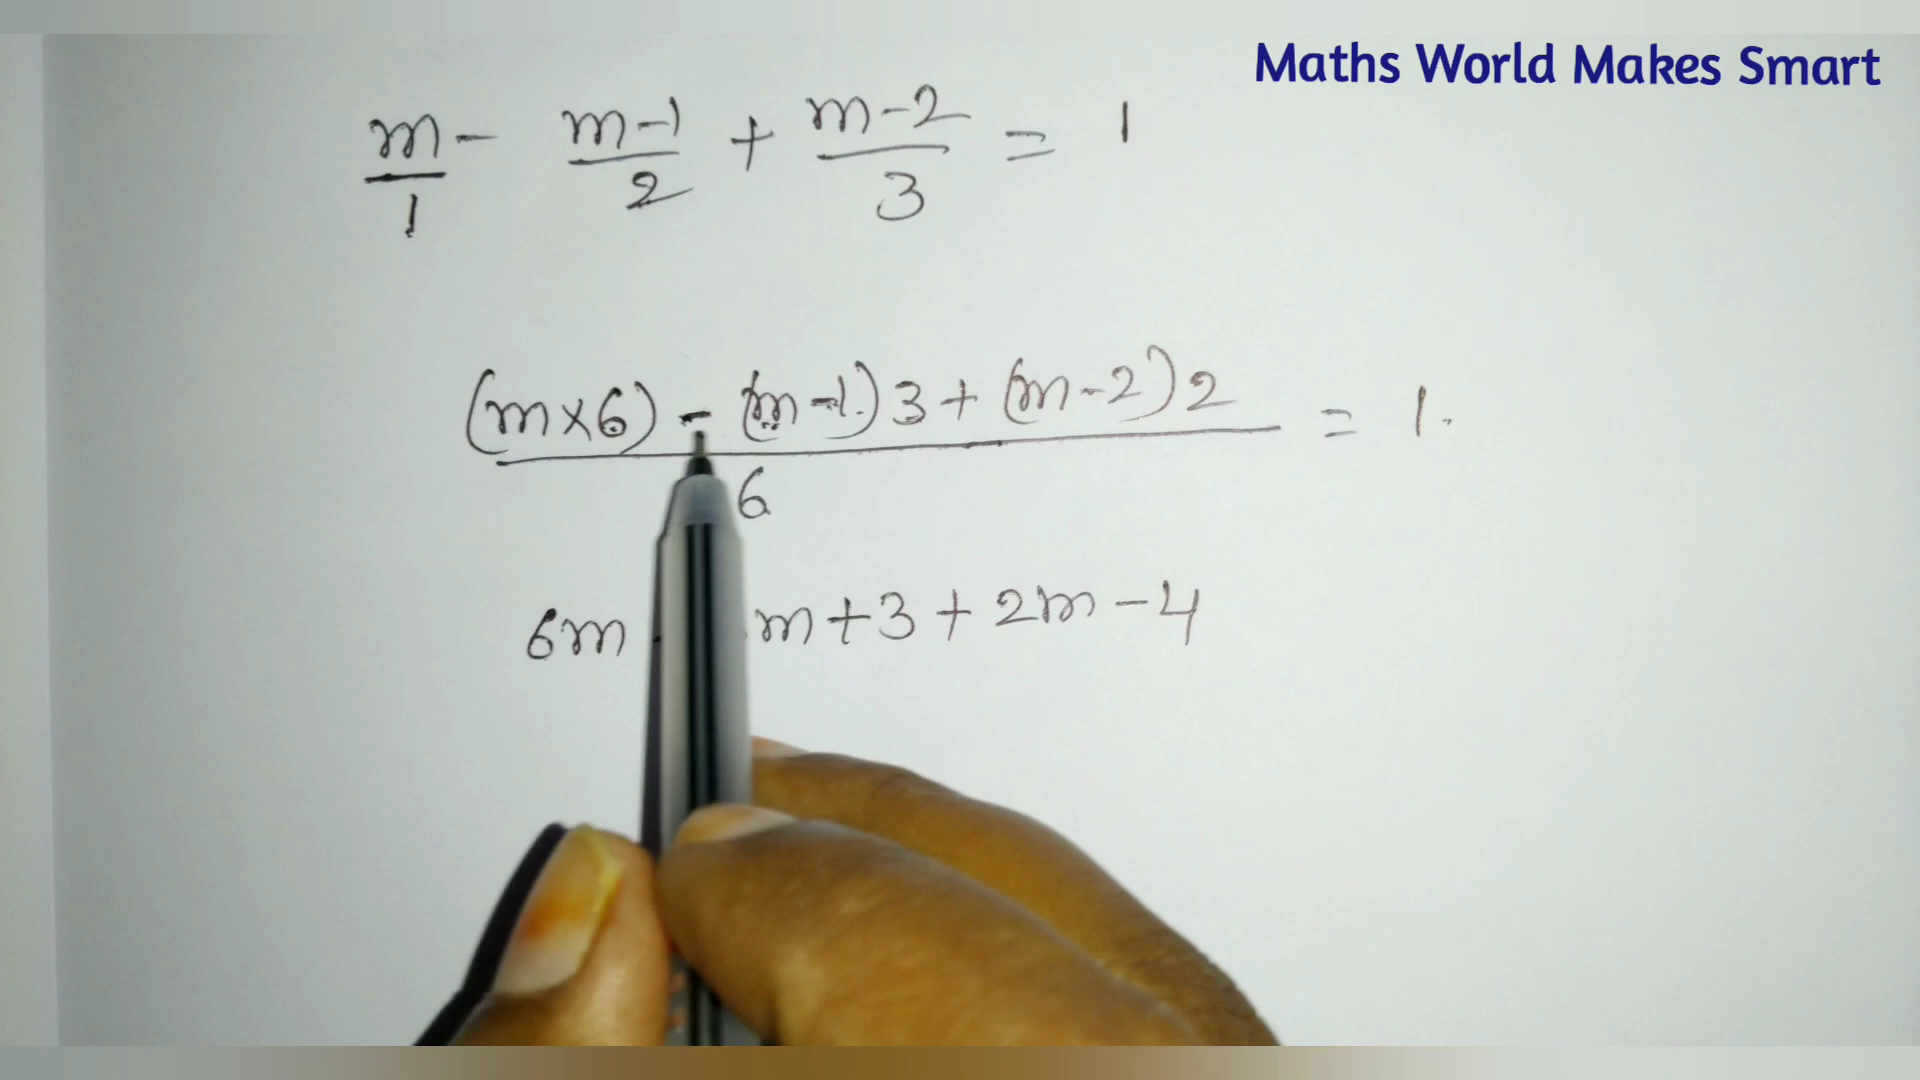 Maths World Makes Smart
m/1 - m-1/2 + m-2/3 = 1
(m×6) - (m-1)3 + (m-2)2 / 6 = 1.
6m m + 3 + 2m - 4